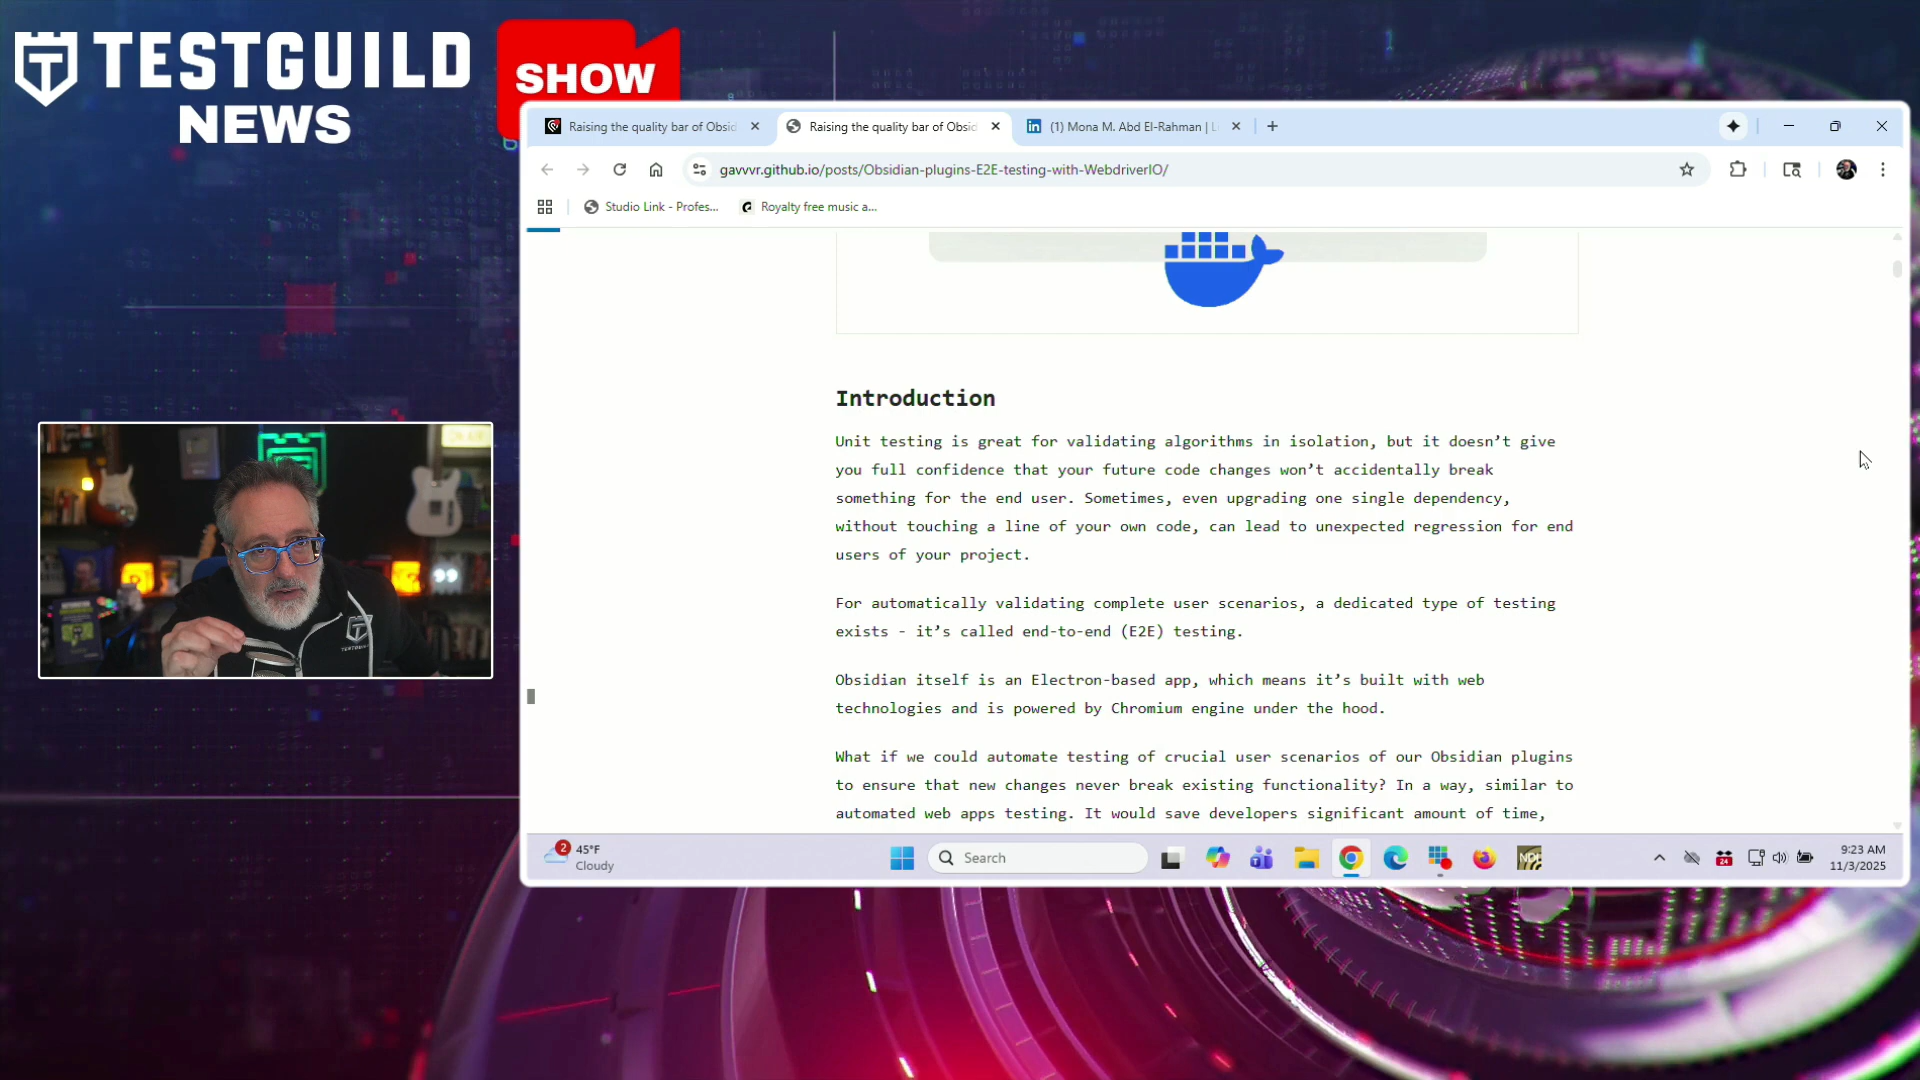 TESTGUILD
NEWS
SHOW
Raising the quality bar of Obsid
Raising the quality bar of Obsid
(1) Mona M. Abd El-Rahman | L
gavvvr.github.io/posts/Obsidian-plugins-E2E-testing-with-WebdriverIO/
Studio Link - Profes...
Royalty free music a...
Introduction
Unit testing is great for validating algorithms in isolation, but it doesn’t give
you full confidence that your future code changes won’t accidentally break
something for the end user. Sometimes, even upgrading one single dependency,
without touching a line of your own code, can lead to unexpected regression for end
users of your project.
For automatically validating complete user scenarios, a dedicated type of testing
exists - it’s called end-to-end (E2E) testing.
Obsidian itself is an Electron-based app, which means it’s built with web
technologies and is powered by Chromium engine under the hood.
What if we could automate testing of crucial user scenarios of our Obsidian plugins
to ensure that new changes never break existing functionality? In a way, similar to
automated web apps testing. It would save developers significant amount of time,
ON AIR
TESTGUILD
2
45°F
Cloudy
Search
NDI
24
9:23 AM
11/3/2025